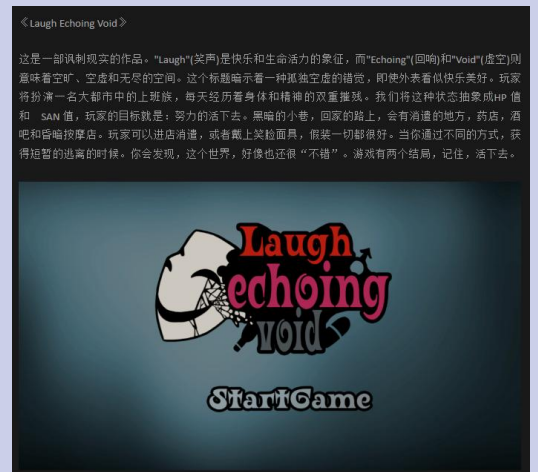 《Laugh Echoing Void》
这是一部讽刺现实的作品。"Laugh"(笑声)是快乐和生命活力的象征，而"Echoing"(回响)和"Void"(虚空)则
意味着空旷、空虚和无尽的空间。这个标题暗示着一种孤独空虚的错觉，即使外表看似快乐美好。玩家
将扮演一名大都市中的上班族，每天经历着身体和精神的双重摧残。我们将这种状态抽象成HP 值
和 SAN 值，玩家的目标就是：努力的活下去。黑暗的小巷，回家的路上，会有消遣的地方，药店，酒
吧和昏暗按摩店。玩家可以进店消遣，或者戴上笑脸面具，假装一切都很好。当你通过不同的方式，获
得短暂的逃离的时候。你会发现，这个世界，好像也还很“不错”。游戏有两个结局，记住，活下去。
Laugh
echoing
void
StartGame